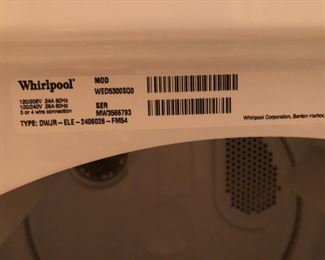 Whirlpool®
MOD
WED5300SQ0
120/208V 24A 60Hz
120/240V 26A 60Hz
3 or 4 wire connection
SER
MW3566793
TYPE: DWJR-ELE-2406026-FM54
Whirlpool Corporation, Benton Harbor,